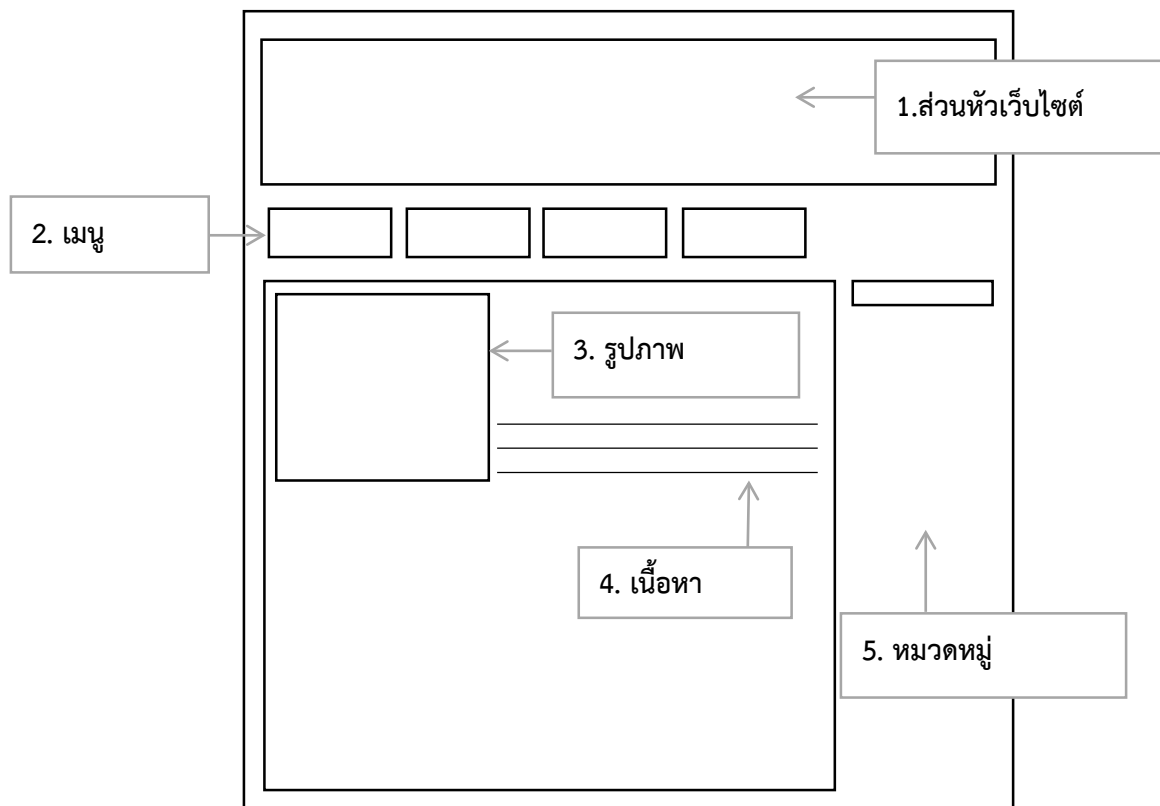 1.ส่วนหัวเว็บไซต์
2. เมนู
3. รูปภาพ
4. เนื้อหา
5. หมวดหมู่